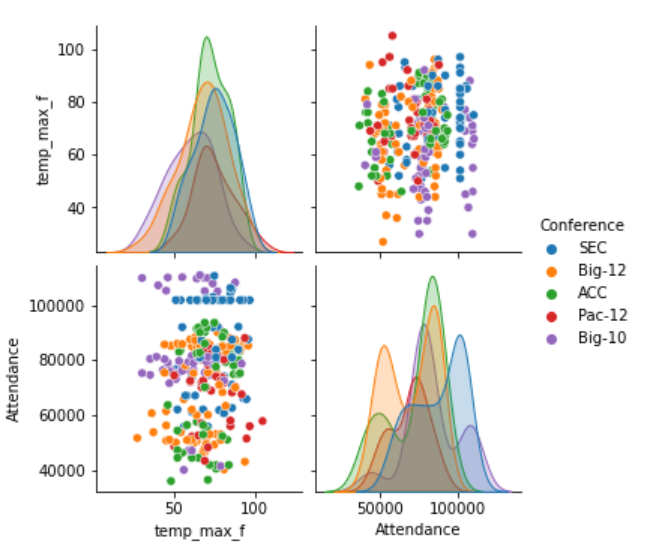 100
80
60
40
temp_max_f
100000
80000
60000
40000
Attendance
50 100
temp_max_f
50000 100000
Attendance
Conference
SEC
Big-12
ACC
Pac-12
Big-10